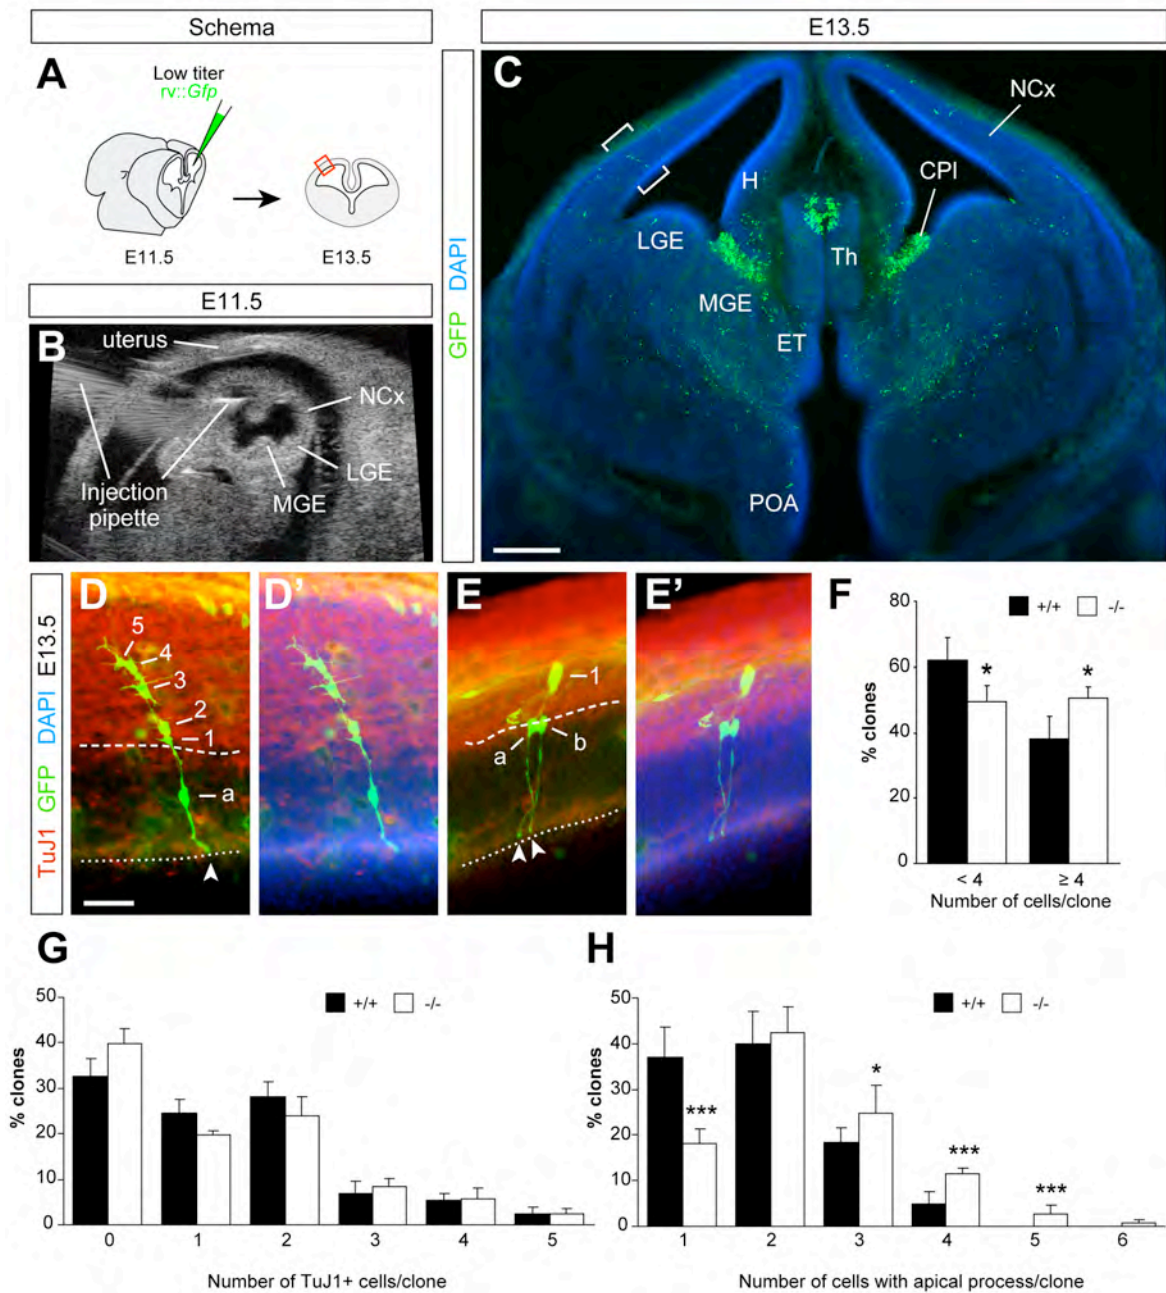 Schema
E13.5
A
Low titer
rv::Gfp
E11.5
E13.5
E11.5
B
uterus
NCx
LGE
MGE
Injection
pipette
GFP DAPI
C
NCx
H
CPl
LGE
Th
MGE
ET
POA
TuJ1 GFP DAPI E13.5
D
5
4
3
2
1
a
D'
E
1
a
b
E'
F
+/+ -/-
% clones
80
60
40
20
0
* *
< 4 ≥ 4
Number of cells/clone
G
+/+ -/-
% clones
50
40
30
20
10
0
0 1 2 3 4 5
Number of TuJ1+ cells/clone
H
+/+ -/-
% clones
50
40
30
20
10
0
*** * *** ***
1 2 3 4 5 6
Number of cells with apical process/clone